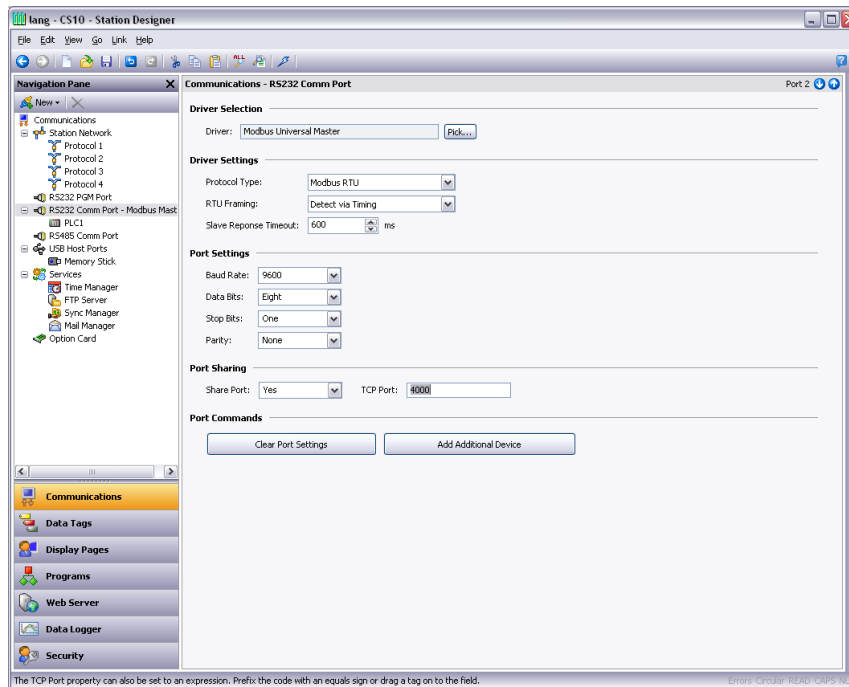 lang - CS10 - Station Designer
File Edit View Go Link Help
Navigation Pane
New
Communications
Station Network
Protocol 1
Protocol 2
Protocol 3
Protocol 4
RS232 PGM Port
RS232 Comm Port - Modbus Mast
PLC1
RS485 Comm Port
USB Host Ports
Memory Stick
Services
Time Manager
FTP Server
Sync Manager
Mail Manager
Option Card
Communications
Data Tags
Display Pages
Programs
Web Server
Data Logger
Security
Communications - RS232 Comm Port Port 2
Driver Selection
Driver: Modbus Universal Master Pick...
Driver Settings
Protocol Type: Modbus RTU
RTU Framing: Detect via Timing
Slave Reponse Timeout: 600 ms
Port Settings
Baud Rate: 9600
Data Bits: Eight
Stop Bits: One
Parity: None
Port Sharing
Share Port: Yes TCP Port: 4000
Port Commands
Clear Port Settings Add Additional Device
The TCP Port property can also be set to an expression. Prefix the code with an equals sign or drag a tag on to the field. Errors Circular READ CAPS